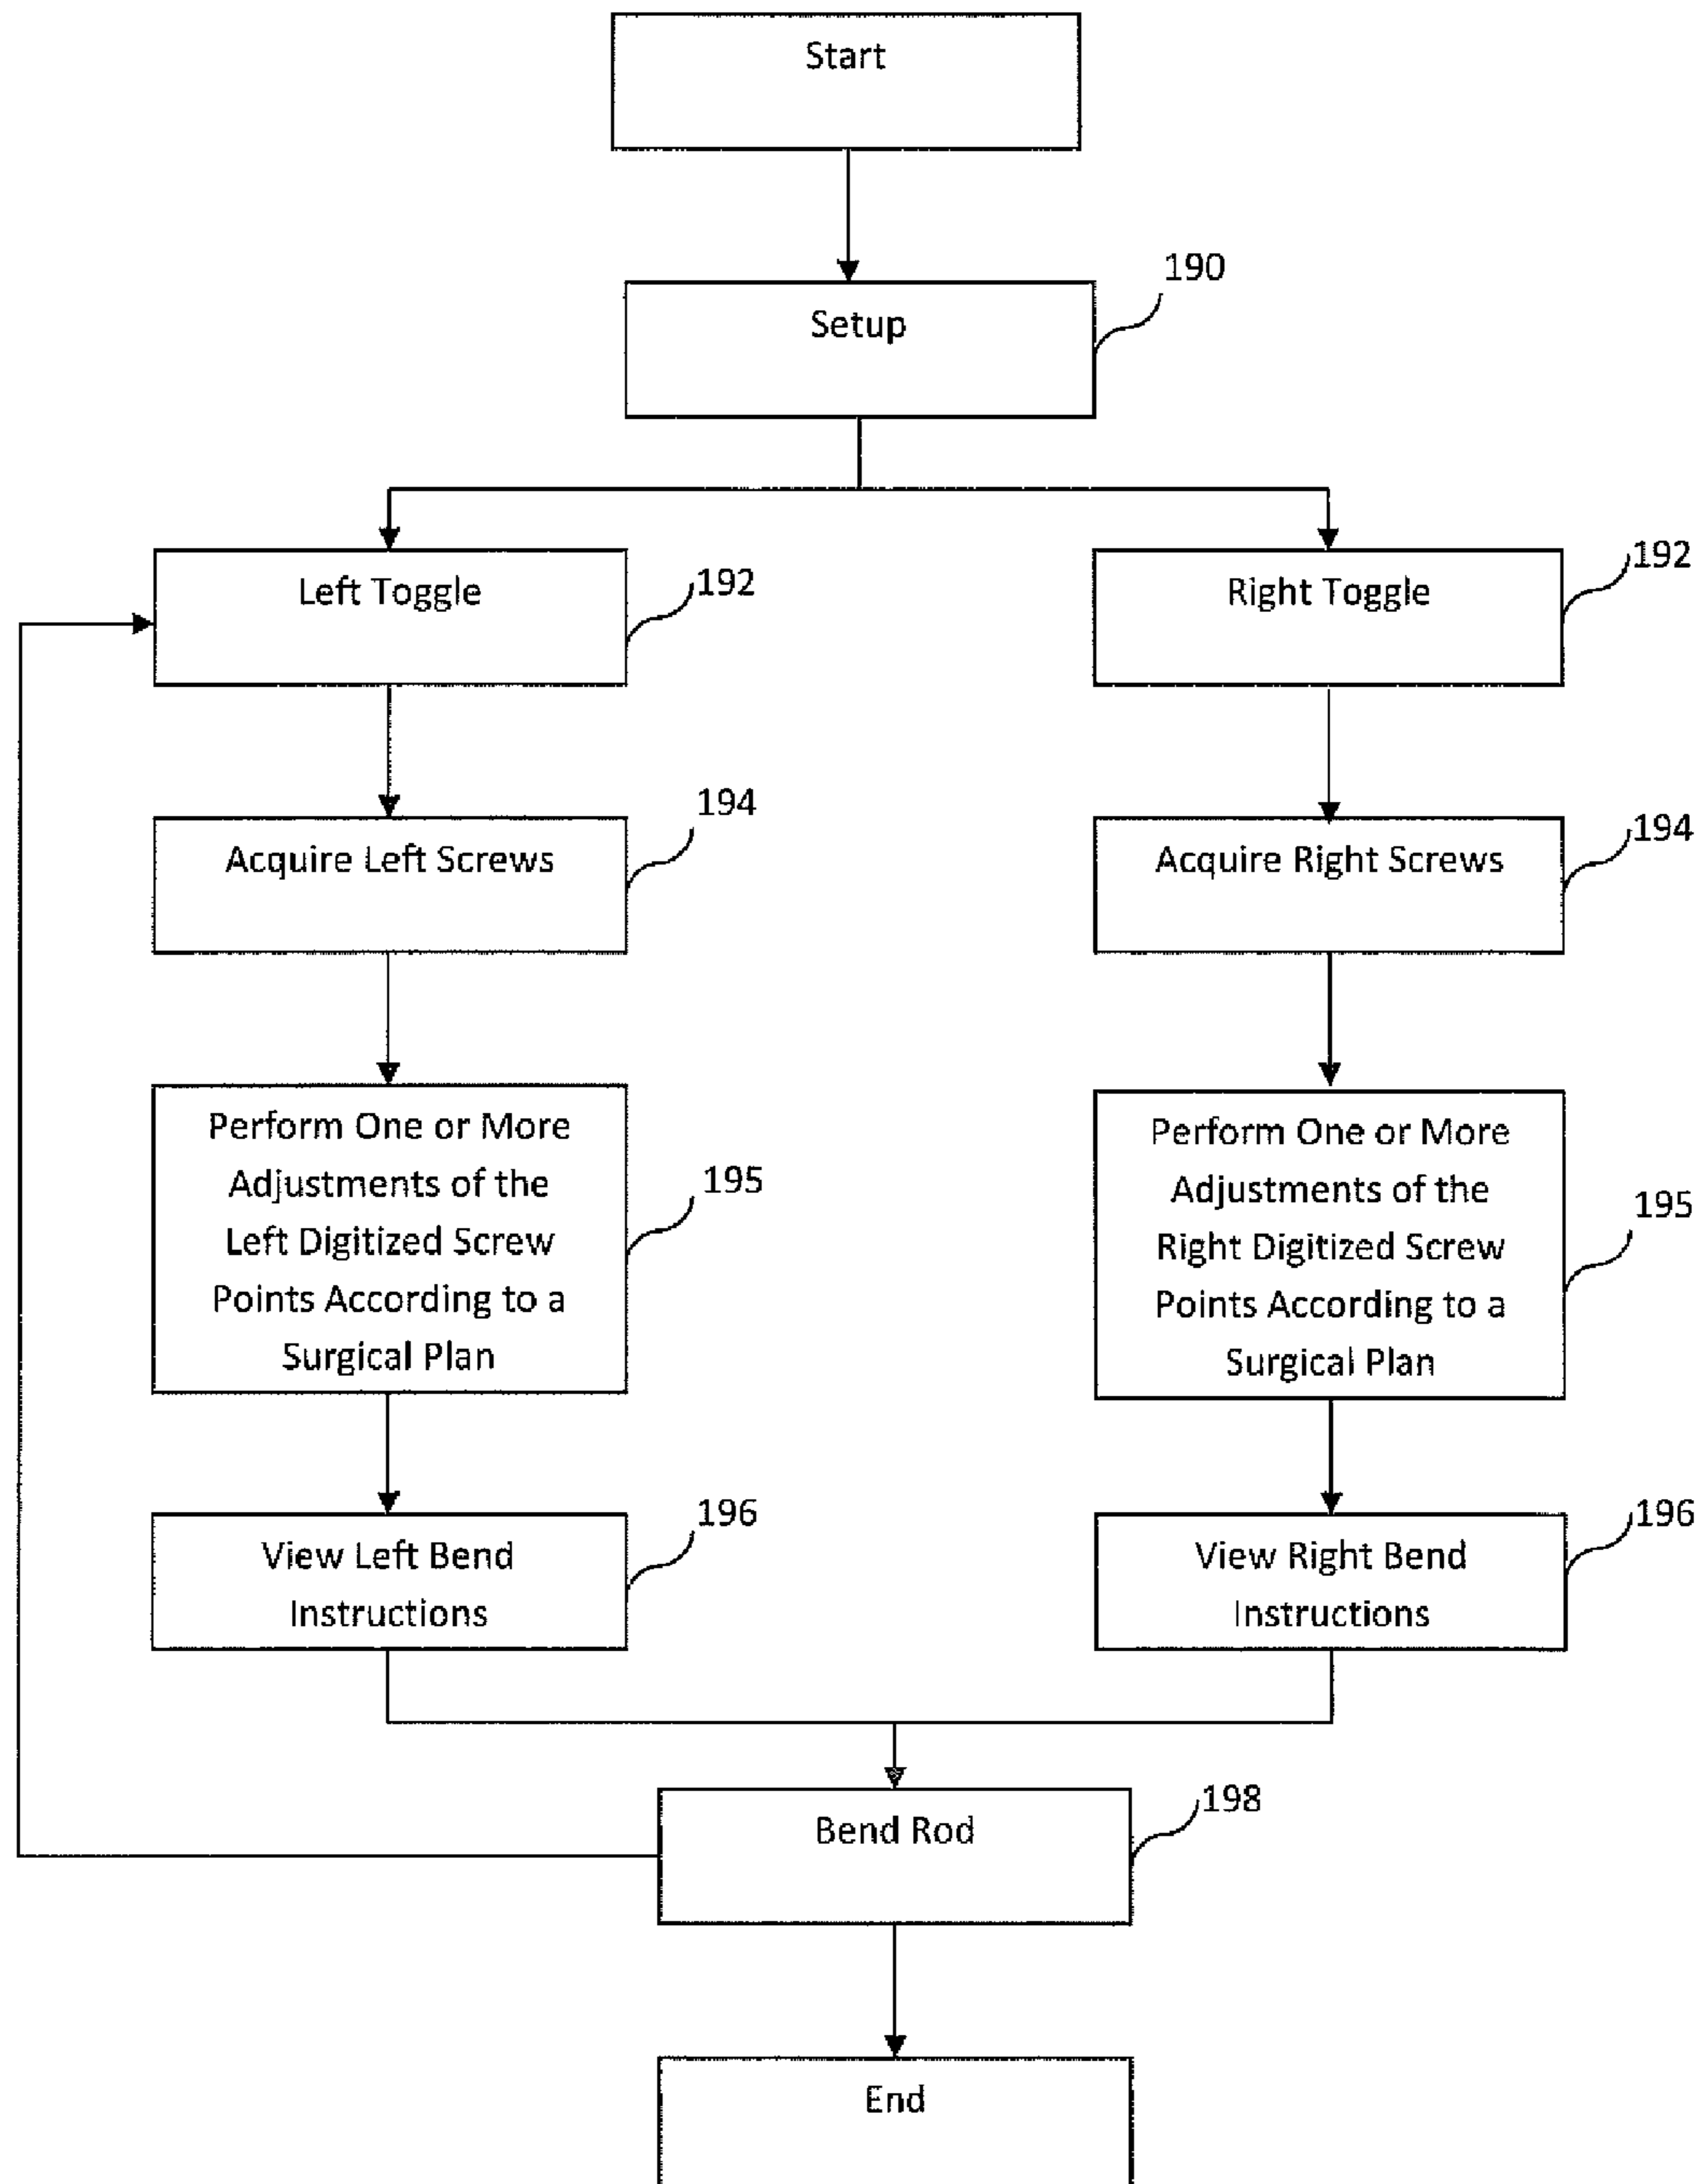 Start
190
Setup
192
Left Toggle
192
Right Toggle
194
Acquire Left Screws
194
Acquire Right Screws
Perform One or More
Adjustments of the
Left Digitized Screw
Points According to a
Surgical Plan
195
Perform One or More
Adjustments of the
Right Digitized Screw
Points According to a
Surgical Plan
195
View Left Bend
Instructions
196
View Right Bend
Instructions
196
Bend Rod
198
End